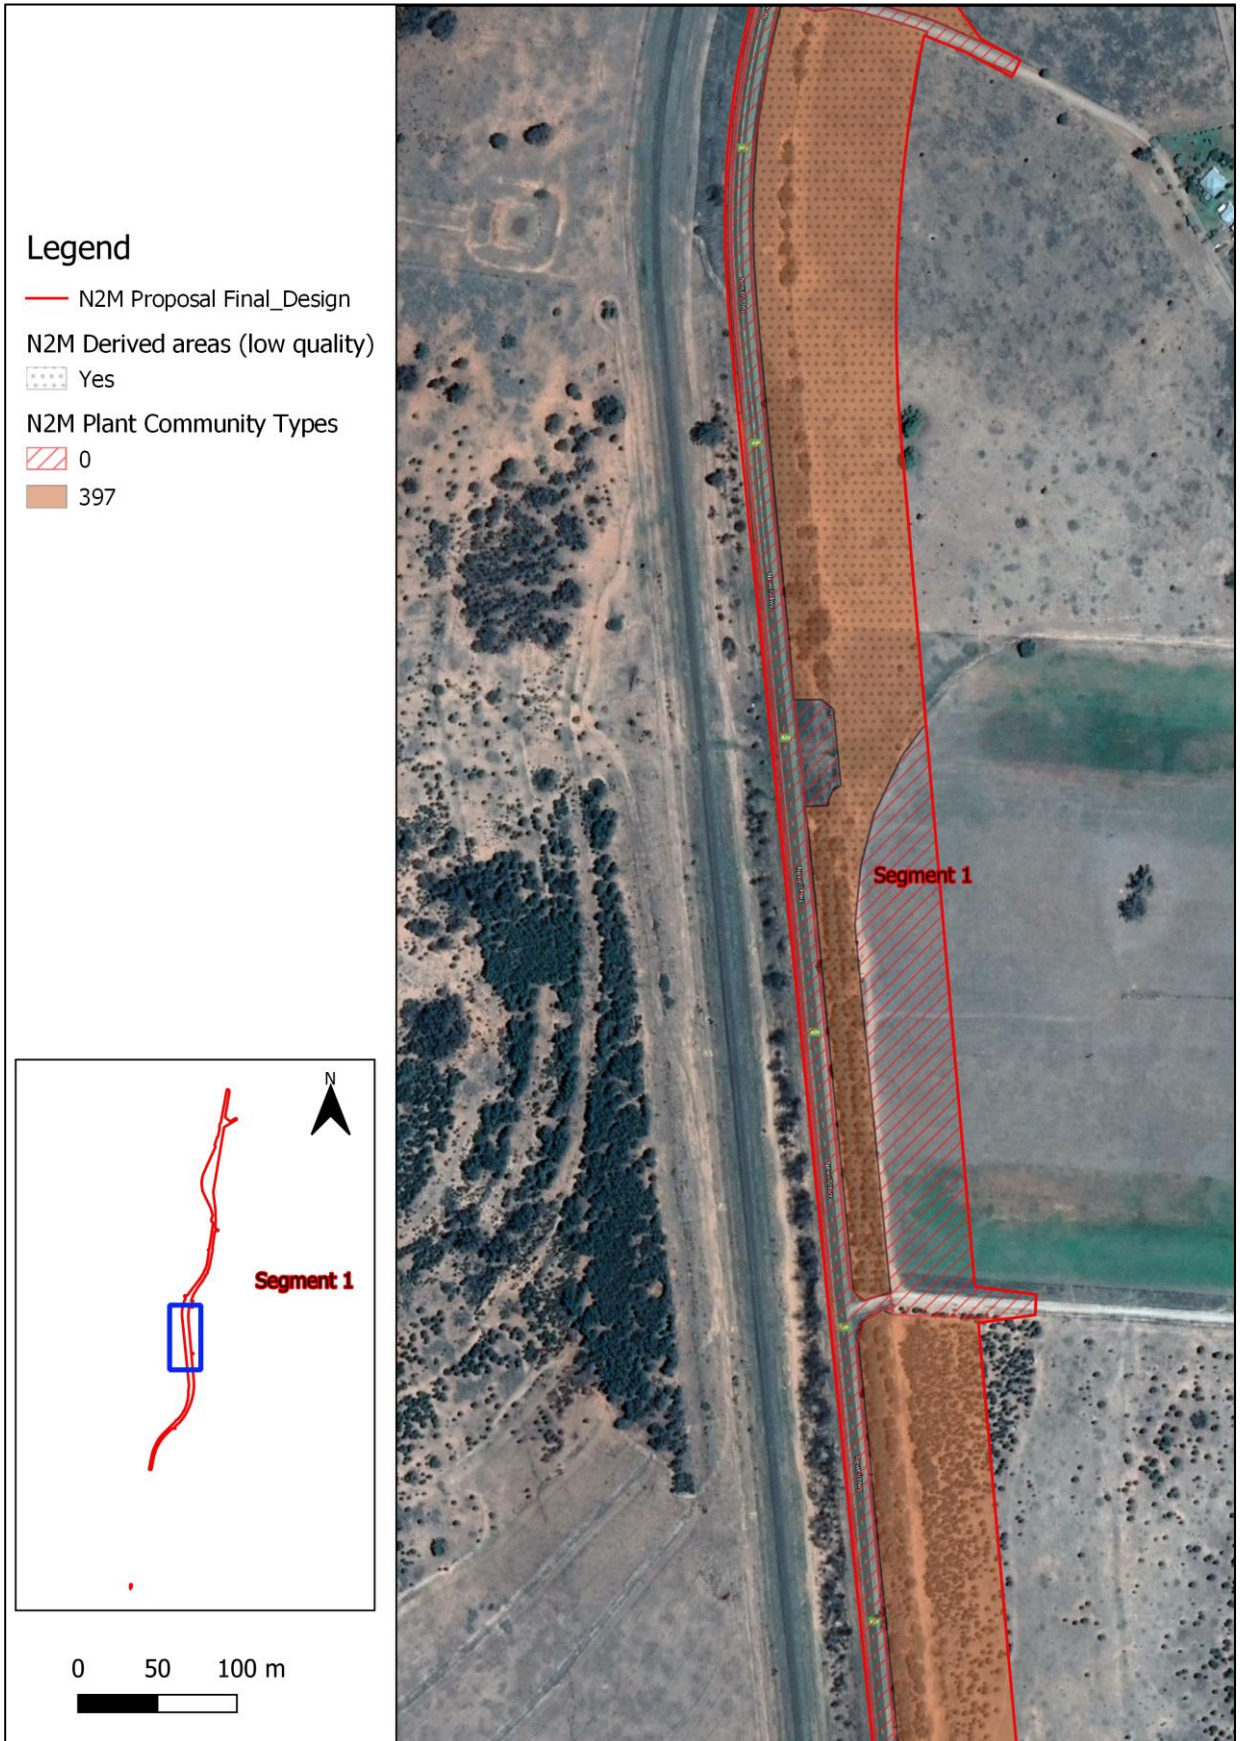 Legend
N2M Proposal Final_Design
N2M Derived areas (low quality)
Yes
N2M Plant Community Types
0
397
Segment 1
N
Segment 1
0 50 100 m